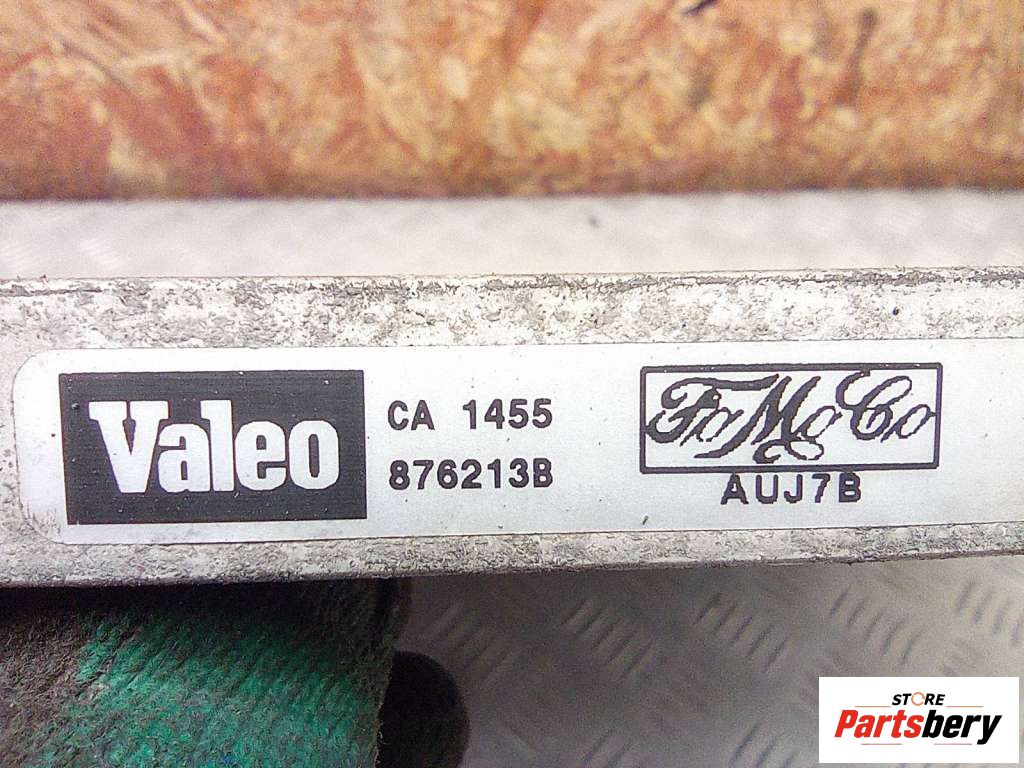 Valeo
CA 1455
876213B
FoMoCo
AUJ7B
STORE
Partsbery